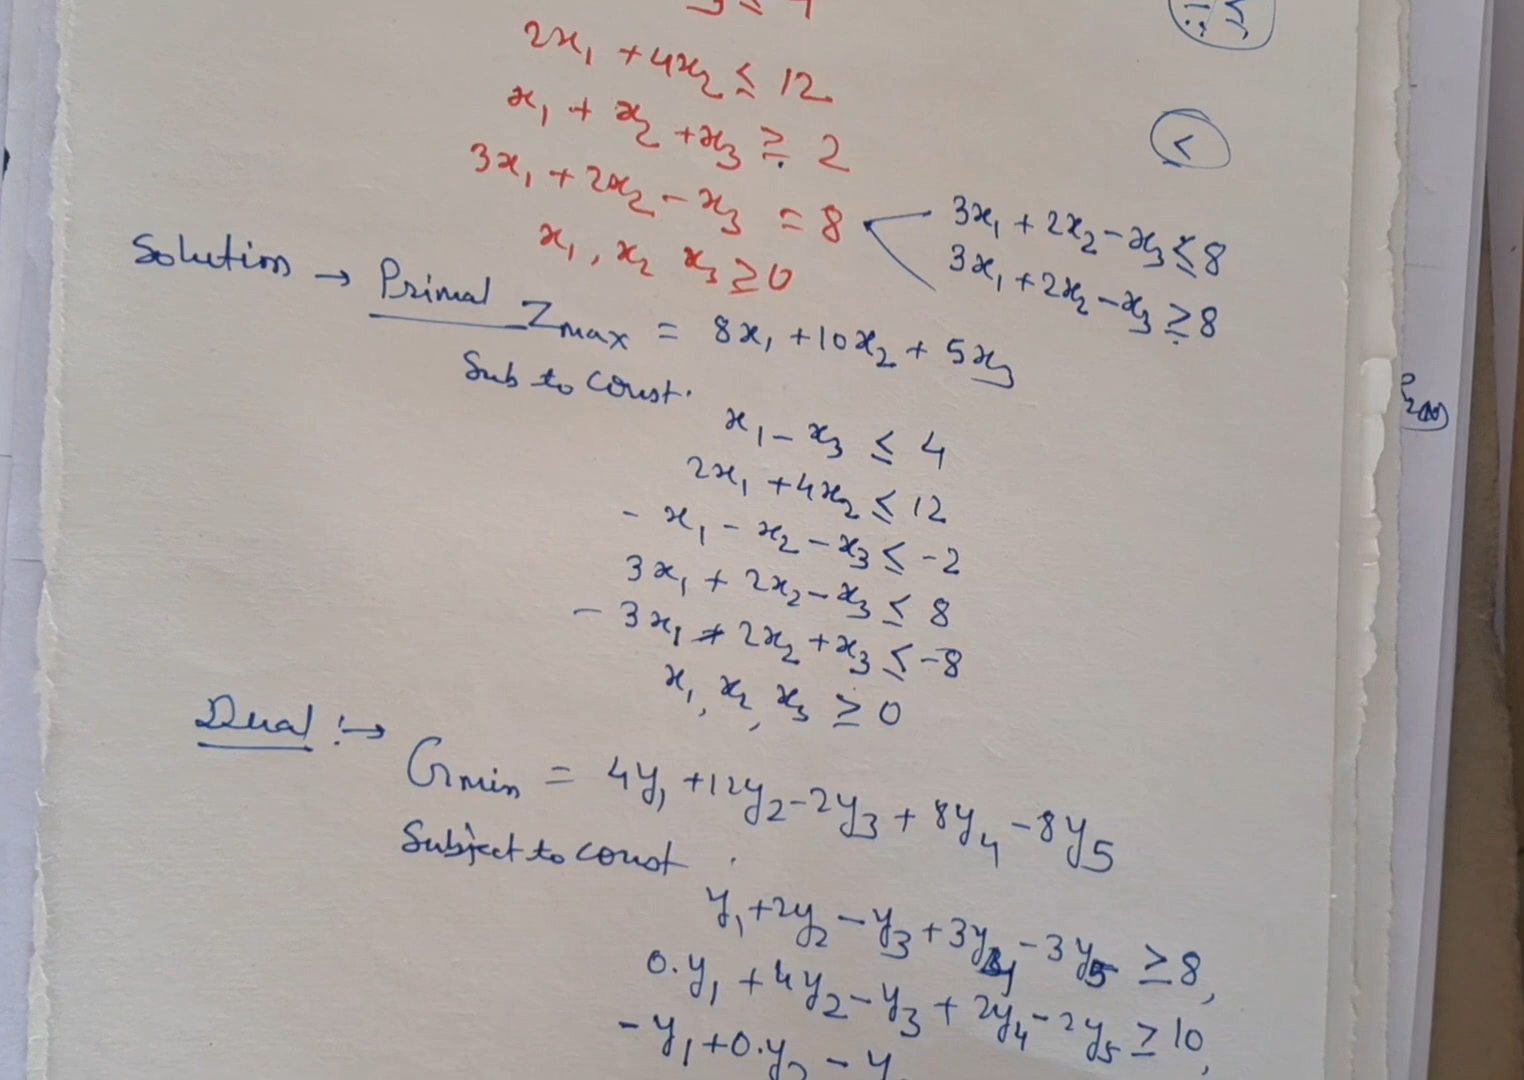 2x₁ + 4x₂ ≤ 12
x₁ + x₂ + x₃ ≥ 2
3x₁ + 2x₂ - x₃ = 8
3x₁ + 2x₂ - x₃ ≤ 8
3x₁ + 2x₂ - x₃ ≥ 8
x₁, x₂ x₃ ≥ 0
<
Solution → Primal Zmax = 8x₁ + 10x₂ + 5x₃
Sub to const.
x₁ - x₃ ≤ 4
2x₁ + 4x₂ ≤ 12
- x₁ - x₂ - x₃ ≤ -2
3x₁ + 2x₂ - x₃ ≤ 8
- 3x₁ - 2x₂ + x₃ ≤ -8
x₁, x₂, x₃ ≥ 0
Dual :→
Gmin = 4y₁ + 12y₂ - 2y₃ + 8y₄ - 8y₅
Subject to const
y₁ + 2y₂ - y₃ + 3y₄ - 3y₅ ≥ 8,
0.y₁ + 4y₂ - y₃ + 2y₄ - 2y₅ ≥ 10,
- y₁ + 0.y₂ - y